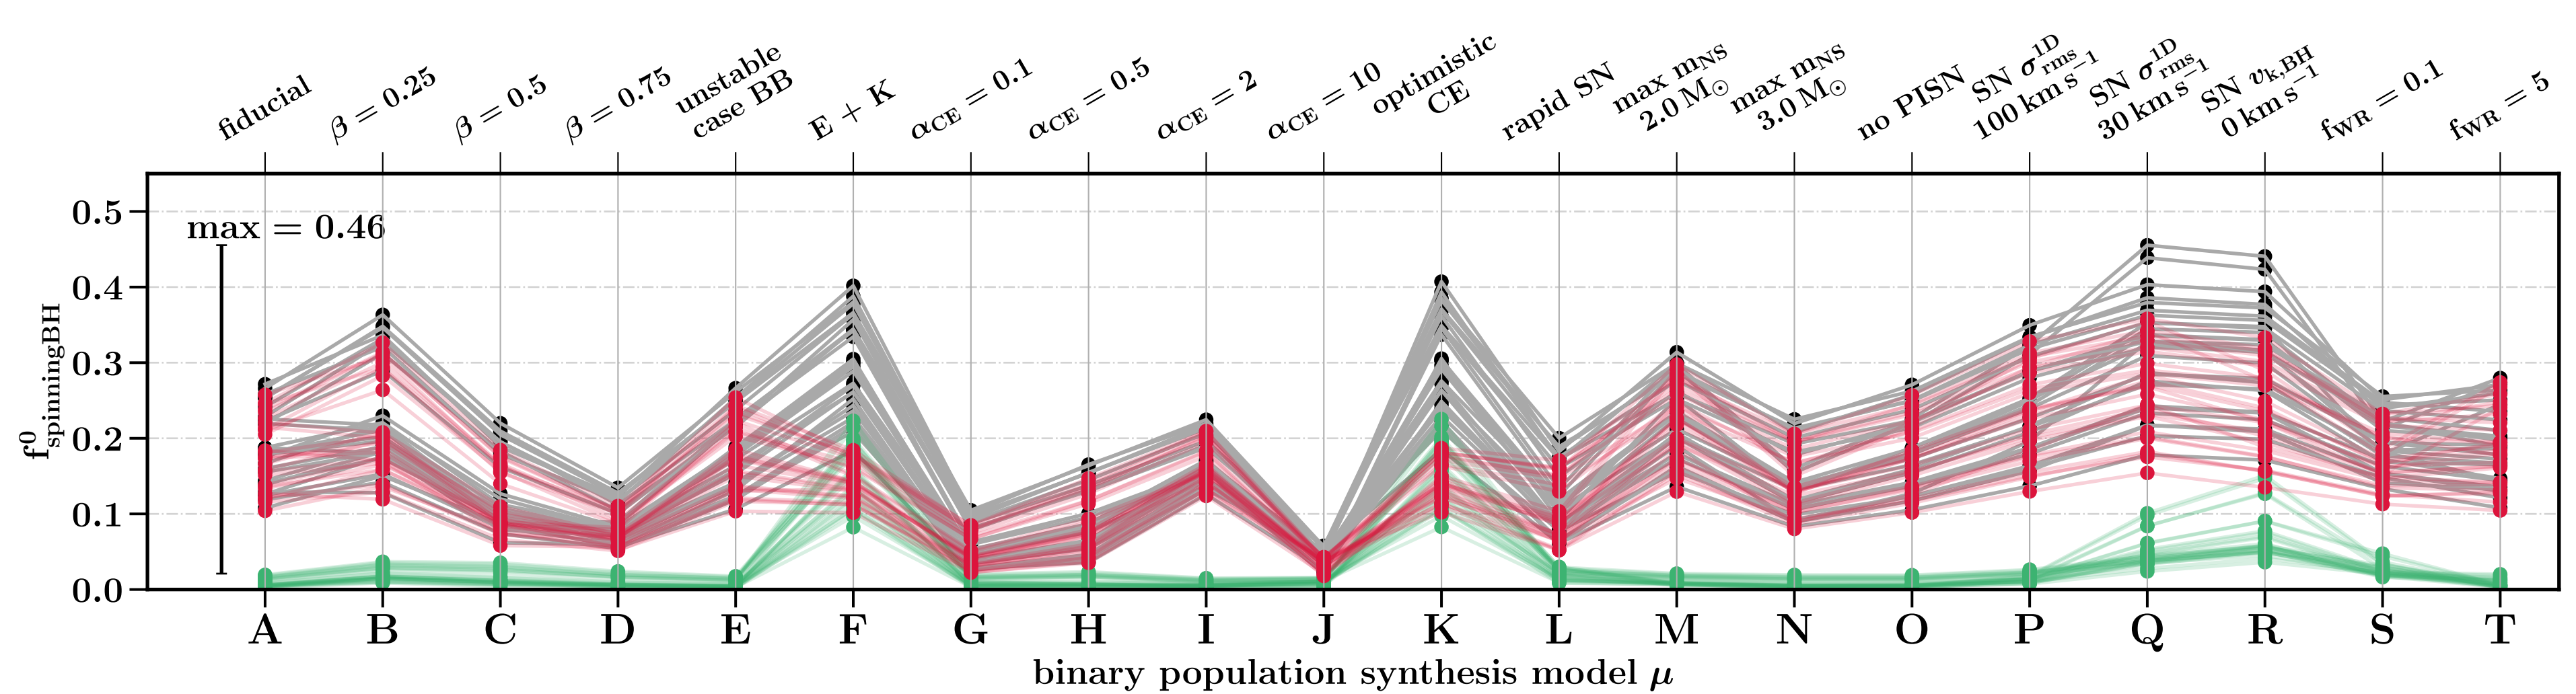 fiducial
β = 0.25
β = 0.5
β = 0.75
unstable
case BB
E + K
α_CE = 0.1
α_CE = 0.5
α_CE = 2
α_CE = 10
optimistic
CE
rapid SN
max m_NS
2.0 M_⊙
max m_NS
3.0 M_⊙
no PISN
SN σ_rms^1D
100 km s^−1
SN σ_rms^1D
30 km s^−1
SN v_k,BH
0 km s^−1
f_WR = 0.1
f_WR = 5
0.5
max = 0.46
0.4
0.3
0.2
0.1
0.0
f^0_spinningBH
A B C D E F G H I J K L M N O P Q R S T
binary population synthesis model μ